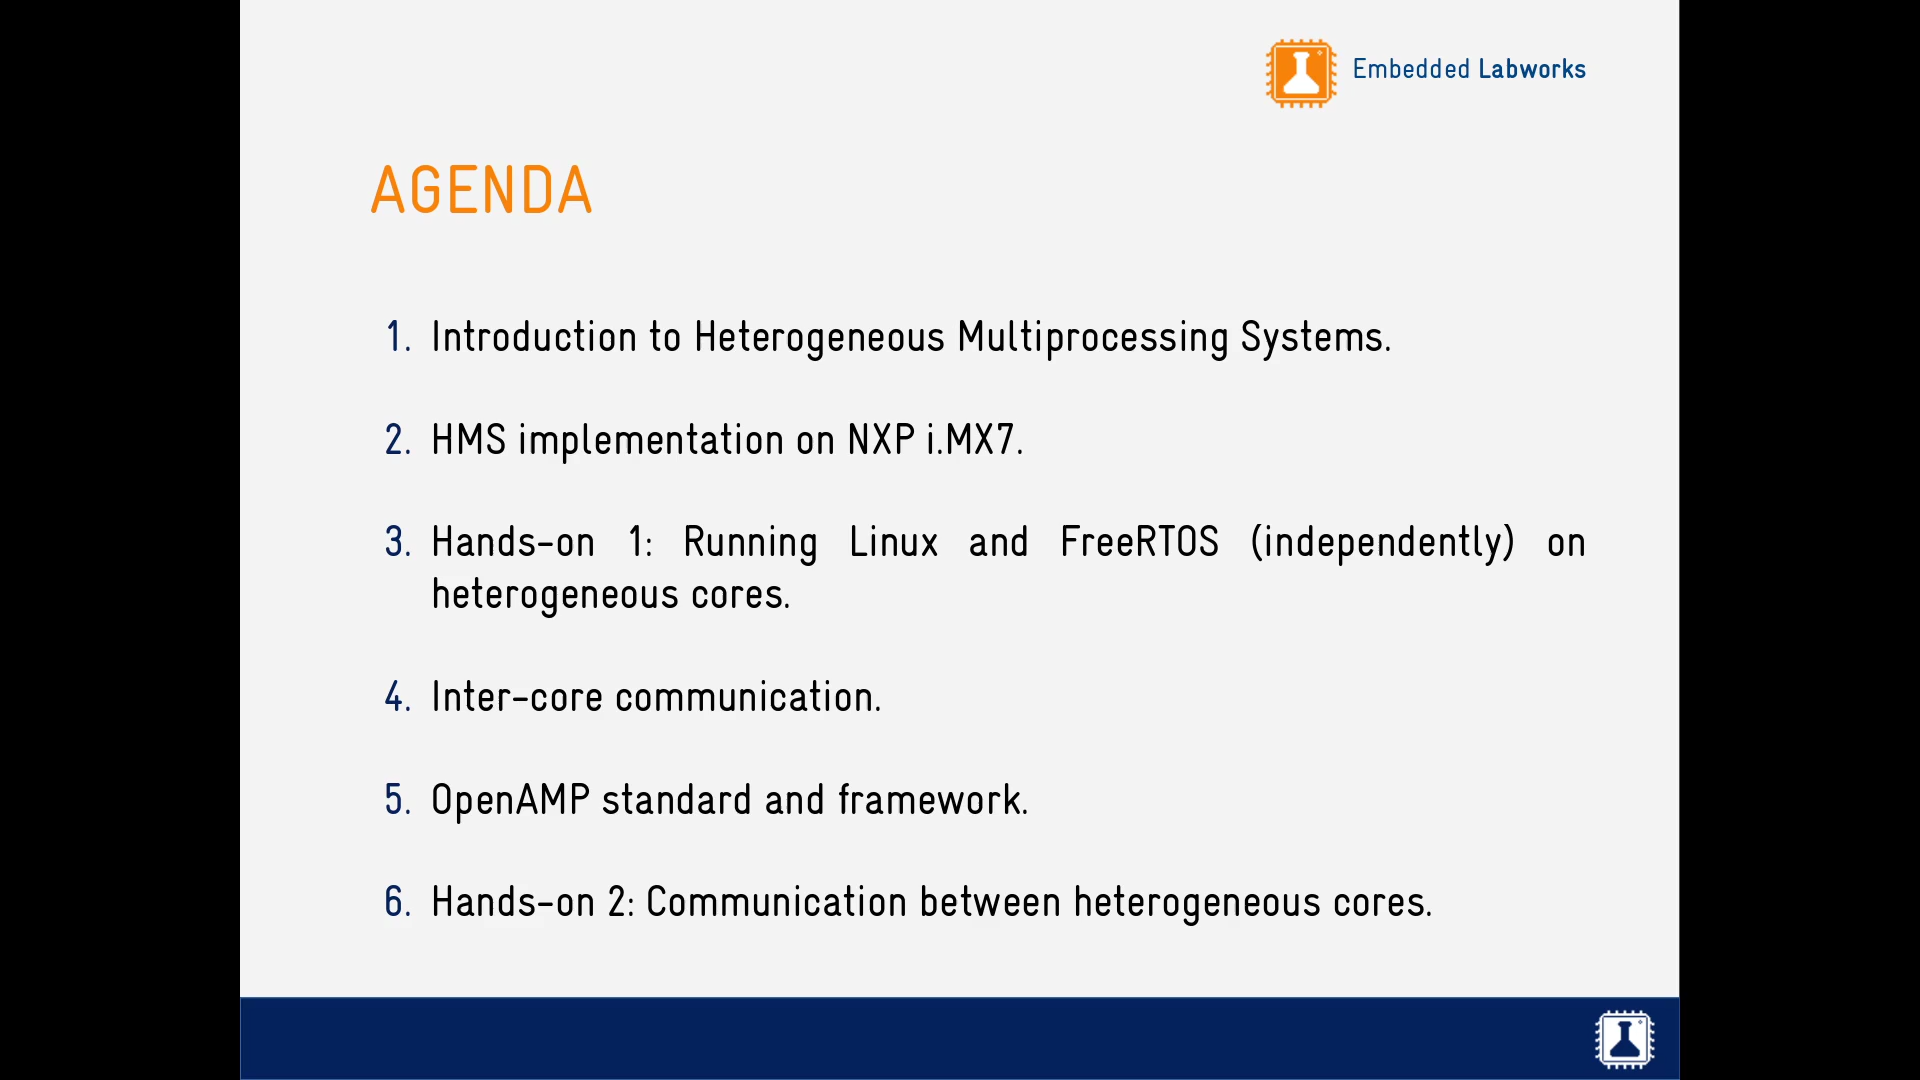 Embedded Labworks
AGENDA
1. Introduction to Heterogeneous Multiprocessing Systems.
2. HMS implementation on NXP i.MX7.
3. Hands-on 1: Running Linux and FreeRTOS (independently) on
heterogeneous cores.
4. Inter-core communication.
5. OpenAMP standard and framework.
6. Hands-on 2: Communication between heterogeneous cores.